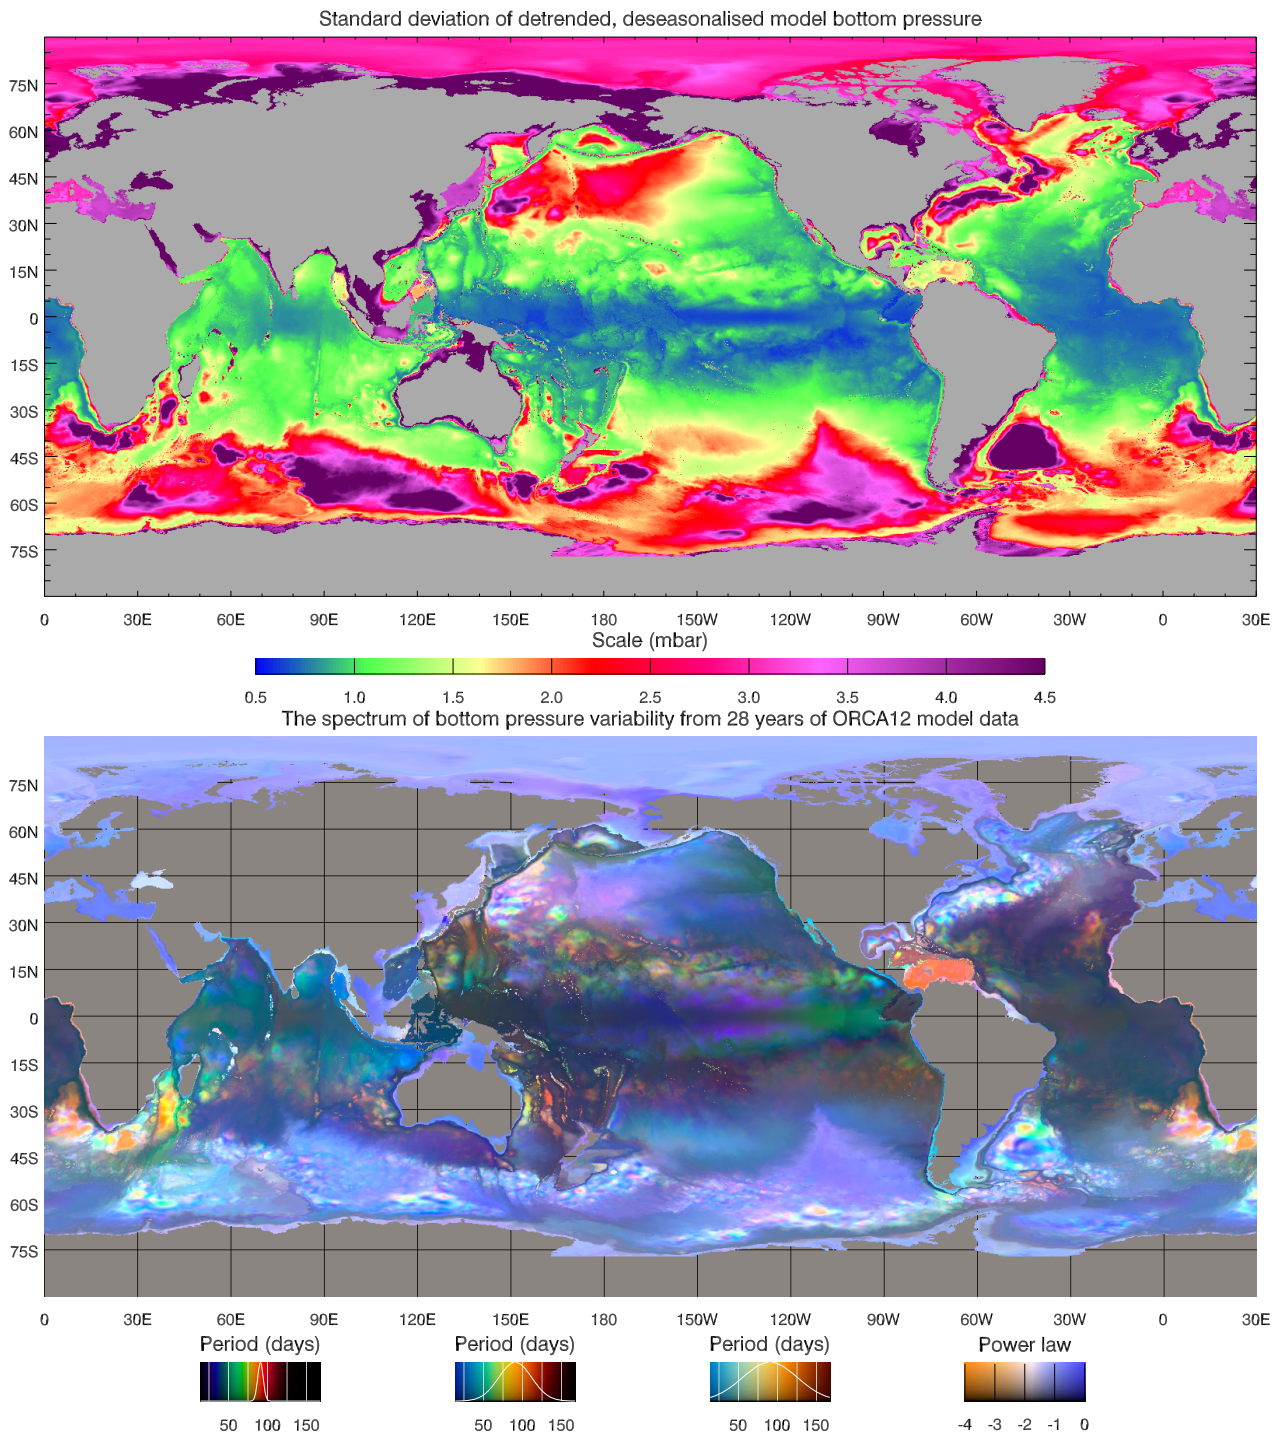 Standard deviation of detrended, deseasonalised model bottom pressure
75N
60N
45N
30N
15N
0
15S
30S
45S
60S
75S
0 30E 60E 90E 120E 150E 180 150W 120W 90W 60W 30W 0 30E
Scale (mbar)
0.5 1.0 1.5 2.0 2.5 3.0 3.5 4.0 4.5
The spectrum of bottom pressure variability from 28 years of ORCA12 model data
75N
60N
45N
30N
15N
0
15S
30S
45S
60S
75S
0 30E 60E 90E 120E 150E 180 150W 120W 90W 60W 30W 0 30E
Period (days) Period (days) Period (days) Power law
50 100 150 50 100 150 50 100 150 -4 -3 -2 -1 0